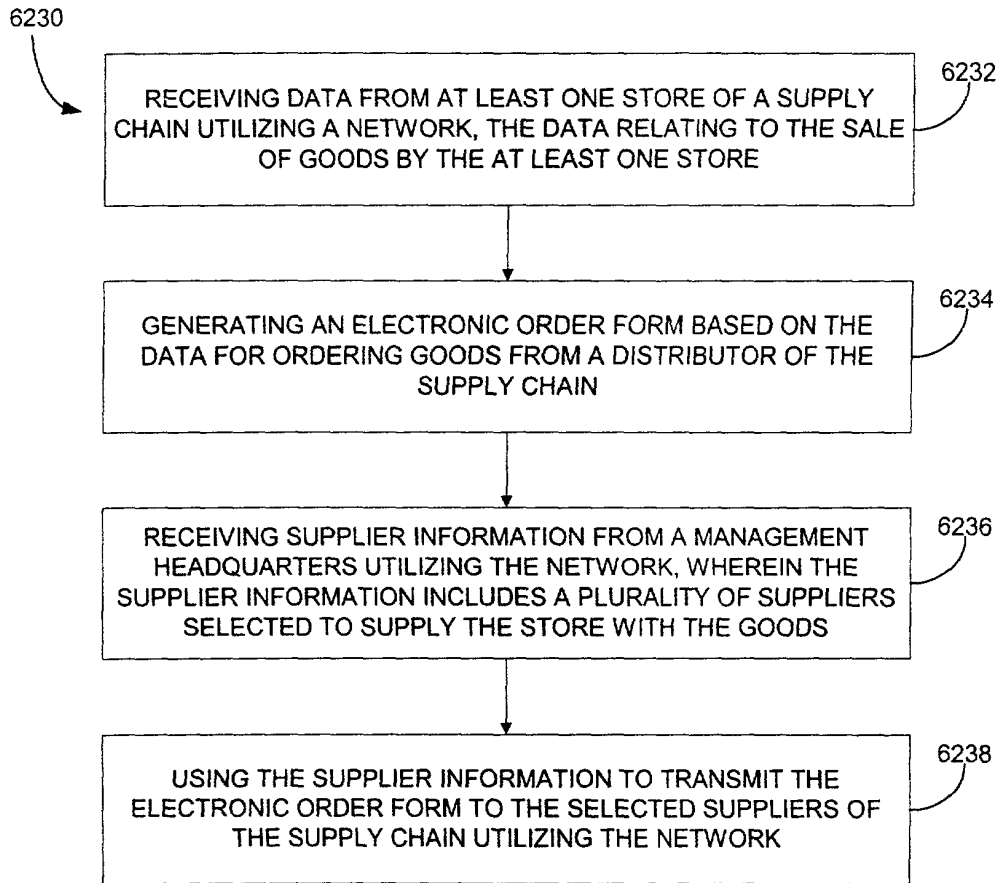 6230
6232
RECEIVING DATA FROM AT LEAST ONE STORE OF A SUPPLY
CHAIN UTILIZING A NETWORK, THE DATA RELATING TO THE SALE
OF GOODS BY THE AT LEAST ONE STORE
6234
GENERATING AN ELECTRONIC ORDER FORM BASED ON THE
DATA FOR ORDERING GOODS FROM A DISTRIBUTOR OF THE
SUPPLY CHAIN
6236
RECEIVING SUPPLIER INFORMATION FROM A MANAGEMENT
HEADQUARTERS UTILIZING THE NETWORK, WHEREIN THE
SUPPLIER INFORMATION INCLUDES A PLURALITY OF SUPPLIERS
SELECTED TO SUPPLY THE STORE WITH THE GOODS
6238
USING THE SUPPLIER INFORMATION TO TRANSMIT THE
ELECTRONIC ORDER FORM TO THE SELECTED SUPPLIERS OF
THE SUPPLY CHAIN UTILIZING THE NETWORK